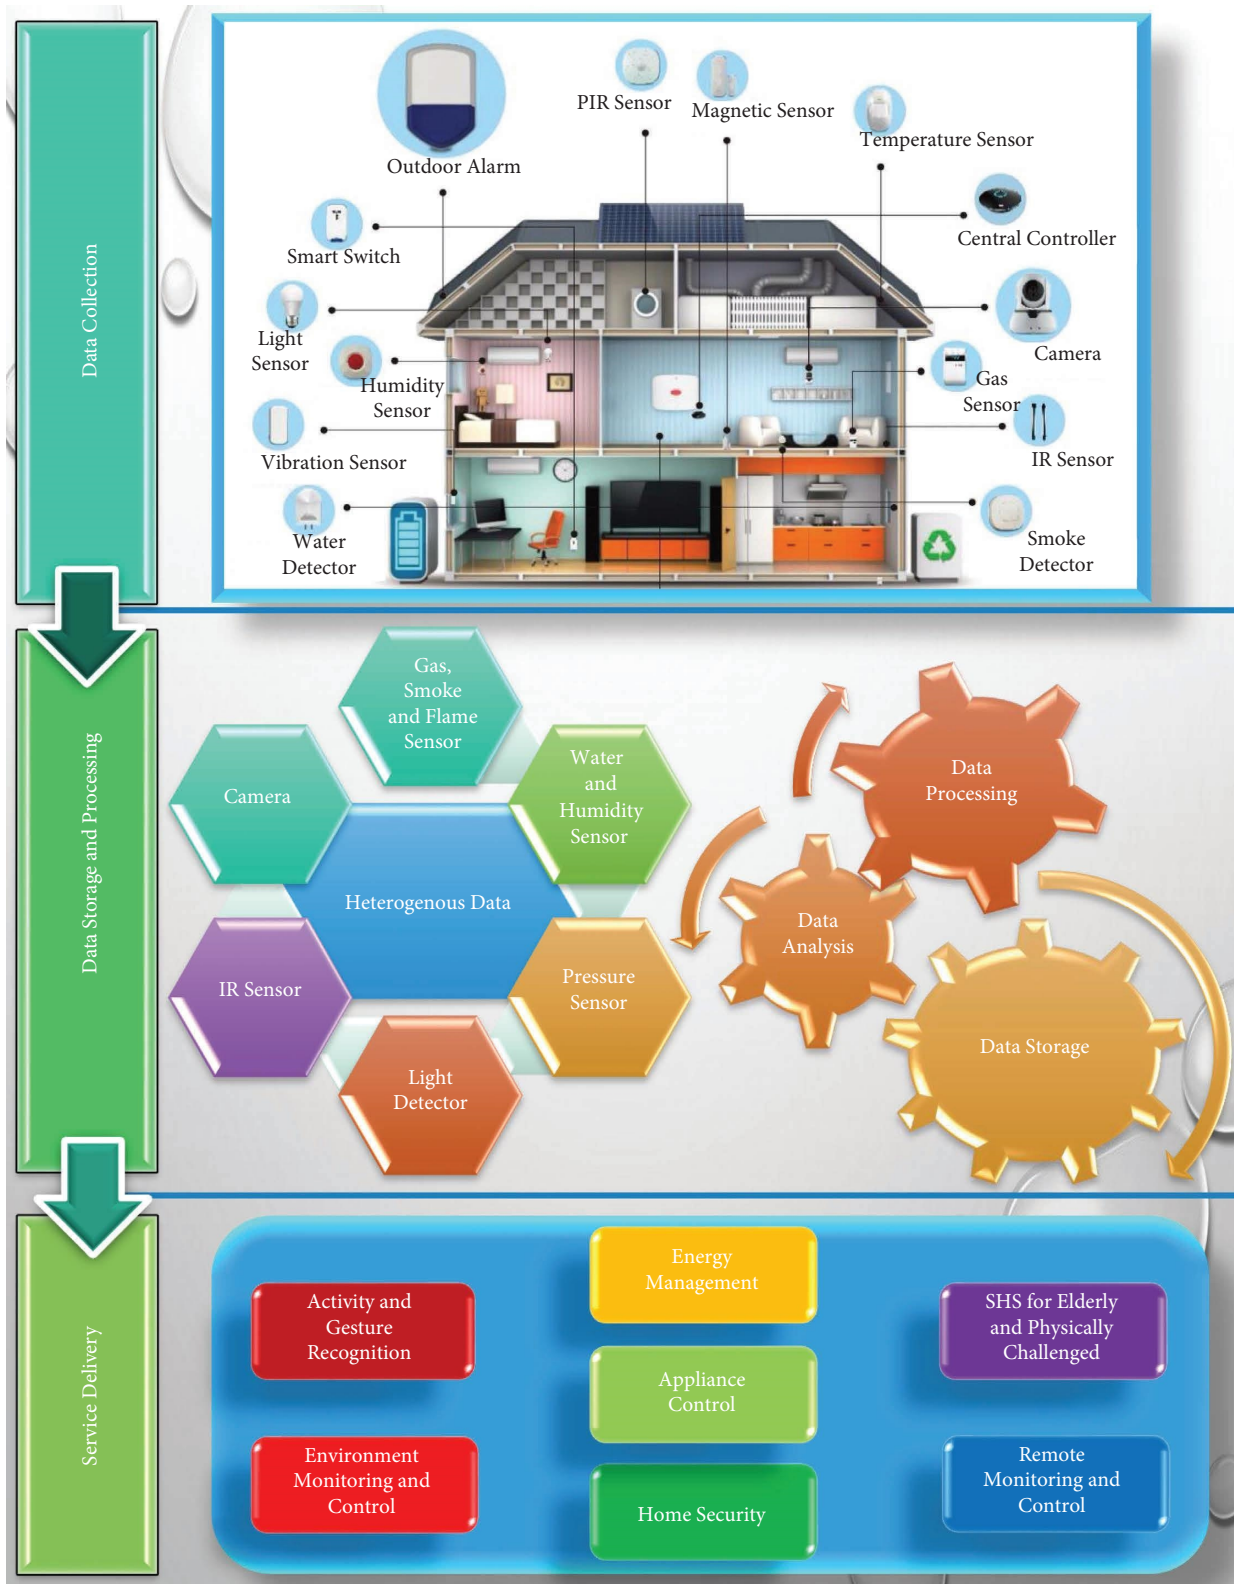 Data Collection
Outdoor Alarm
PIR Sensor
Magnetic Sensor
Temperature Sensor
Smart Switch
Central Controller
Light
Sensor
Humidity
Sensor
Camera
Gas
Sensor
Vibration Sensor
IR Sensor
Water
Detector
Smoke
Detector
Data Storage and Processing
Gas,
Smoke
and Flame
Sensor
Camera
Water
and
Humidity
Sensor
Heterogenous Data
IR Sensor
Pressure
Sensor
Light
Detector
Data
Processing
Data
Analysis
Data Storage
Service Delivery
Activity and
Gesture
Recognition
Energy
Management
SHS for Elderly
and Physically
Challenged
Appliance
Control
Environment
Monitoring and
Control
Home Security
Remote
Monitoring and
Control